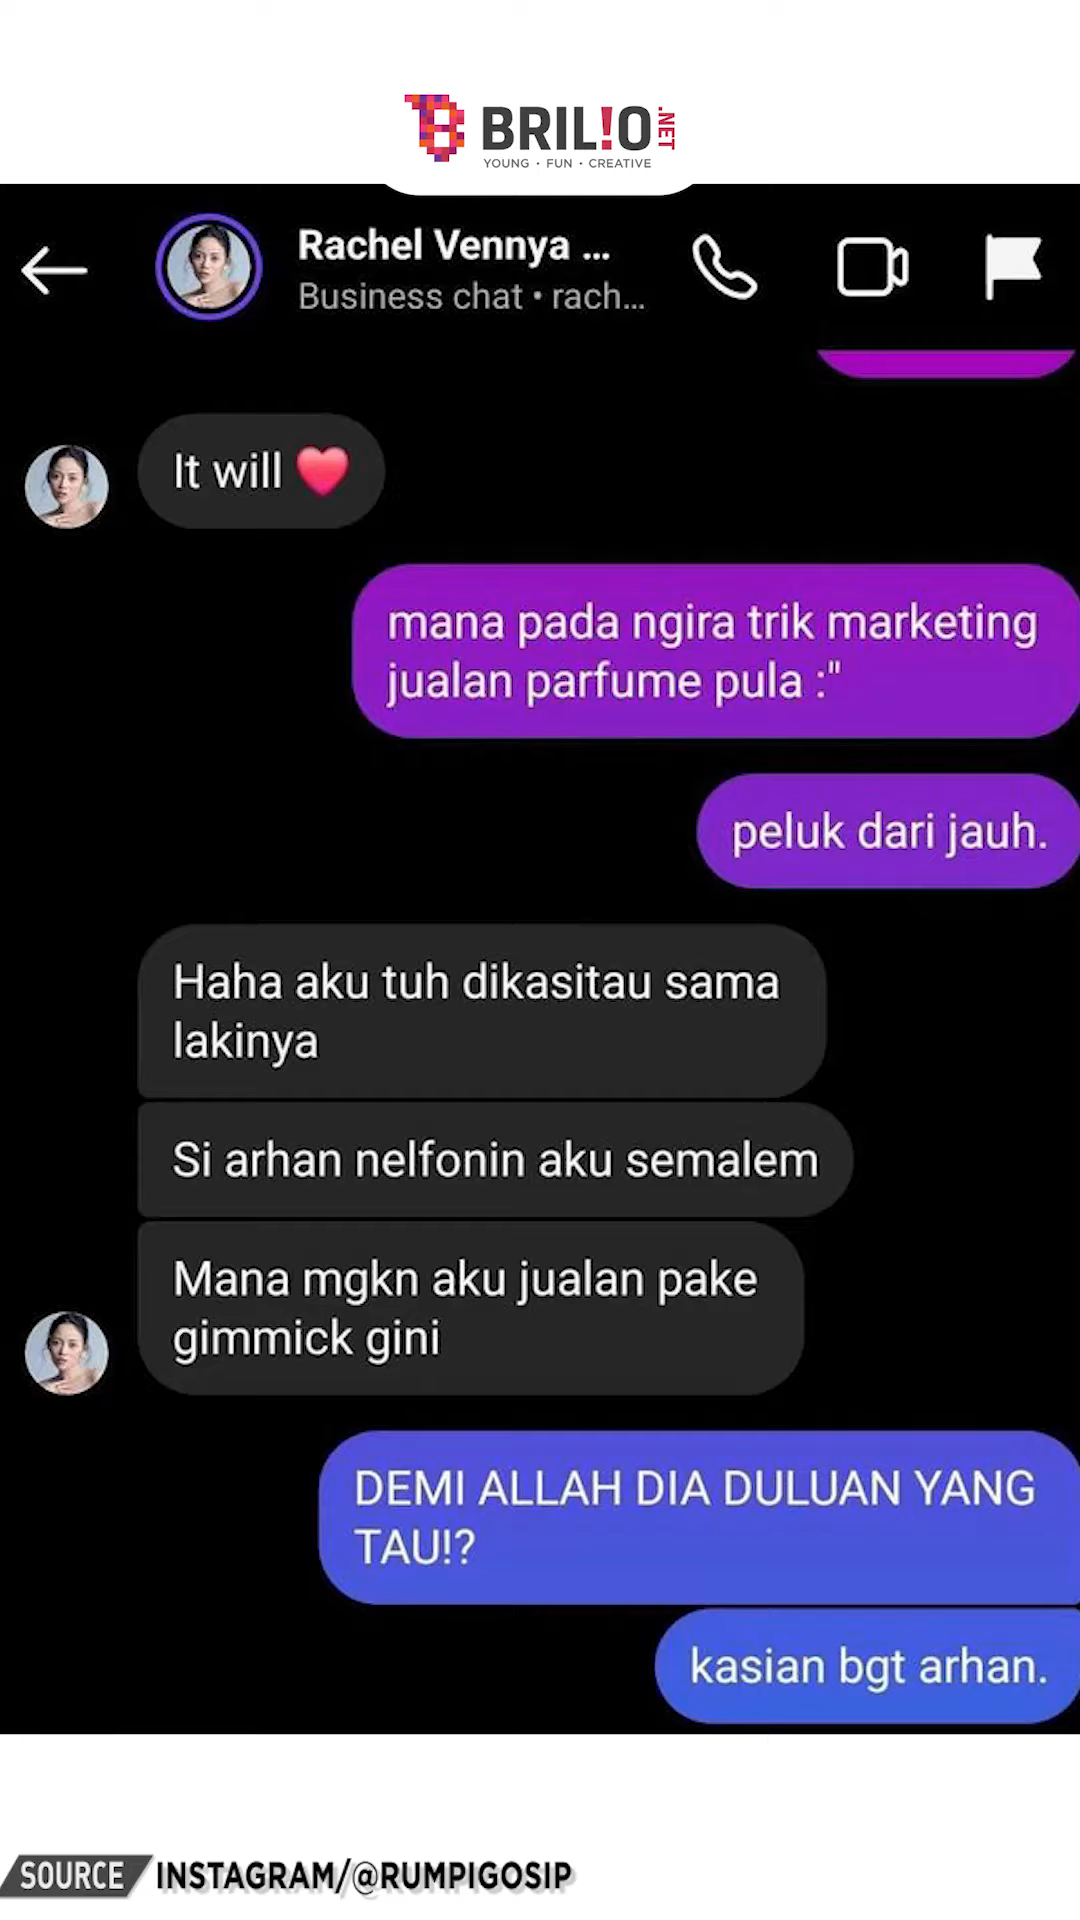 BRIL!O.NET
YOUNG · FUN · CREATIVE
Rachel Vennya ...
Business chat • rach...
It will ❤️
mana pada ngira trik marketing
jualan parfume pula :"
peluk dari jauh.
Haha aku tuh dikasitau sama
lakinya
Si arhan nelfonin aku semalem
Mana mgkn aku jualan pake
gimmick gini
DEMI ALLAH DIA DULUAN YANG
TAU!?
kasian bgt arhan.
SOURCE INSTAGRAM/@RUMPIGOSIP